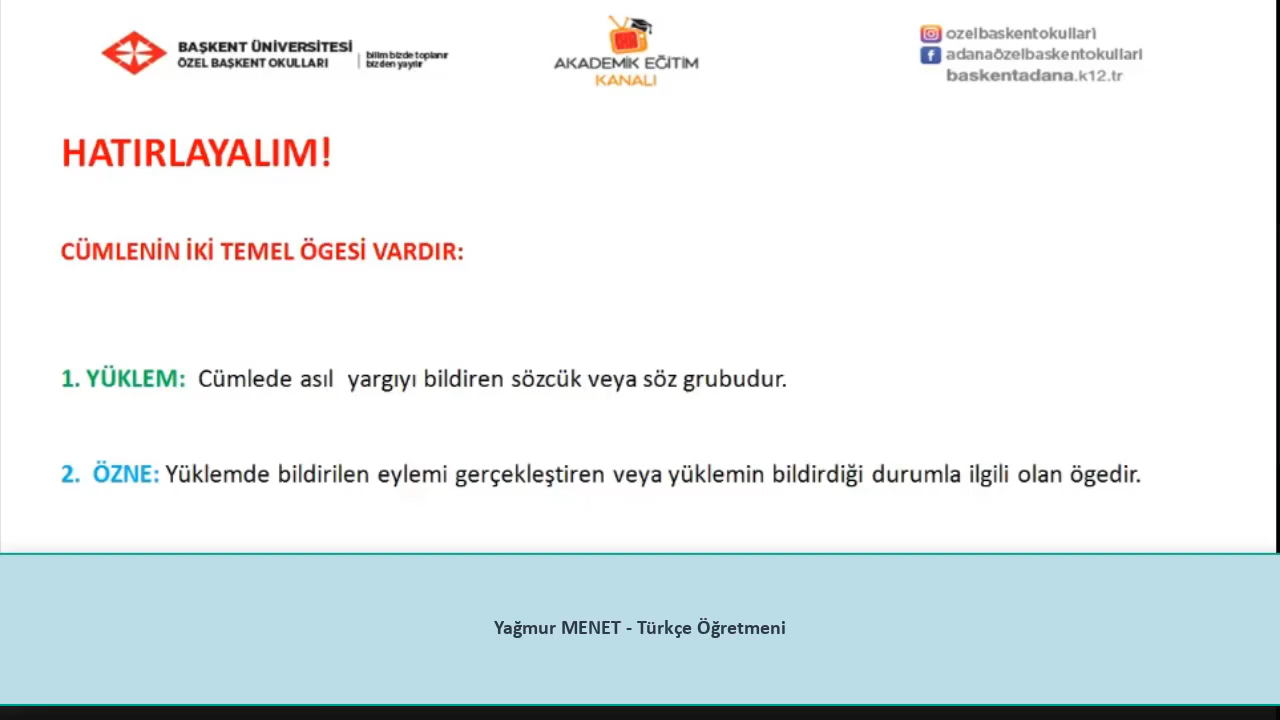 BAŞKENT ÜNİVERSİTESİ
ÖZEL BAŞKENT OKULLARI
bilim bizde toplanır
bizden yayılır
AKADEMİK EĞİTİM
KANALI
ozelbaskentokullari
adanaözelbaskentokullari
baskentadana.k12.tr
HATIRLAYALIM!
CÜMLENİN İKİ TEMEL ÖGESİ VARDIR:
1. YÜKLEM: Cümlede asıl yargıyı bildiren sözcük veya söz grubudur.
2. ÖZNE: Yüklemde bildirilen eylemi gerçekleştiren veya yüklemin bildirdiği durumla ilgili olan ögedir.
Yağmur MENET - Türkçe Öğretmeni